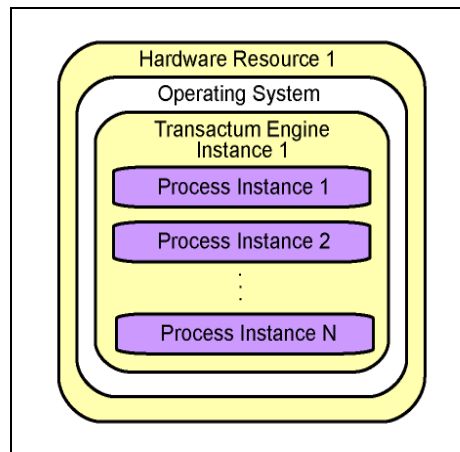 Hardware Resource 1
Operating System
Transactum Engine
Instance 1
Process Instance 1
Process Instance 2
Process Instance N